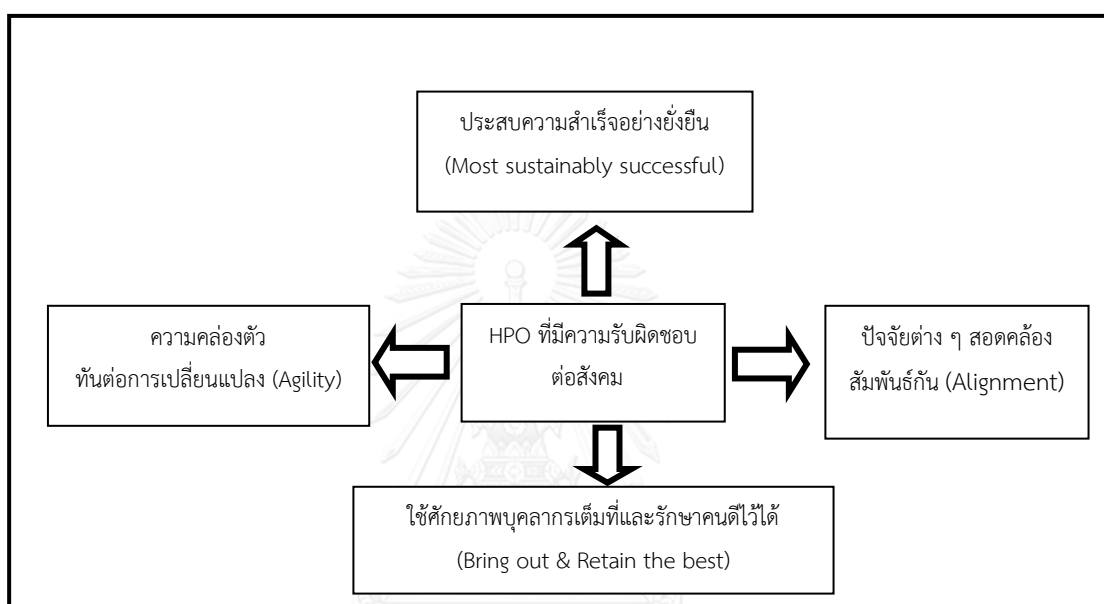 ประสบความสำเร็จอย่างยั่งยืน
(Most sustainably successful)
ความคล่องตัว
ทันต่อการเปลี่ยนแปลง (Agility)
HPO ที่มีความรับผิดชอบ
ต่อสังคม
ปัจจัยต่าง ๆ สอดคล้อง
สัมพันธ์กัน (Alignment)
ใช้ศักยภาพบุคลากรเต็มที่และรักษาคนดีไว้ได้
(Bring out & Retain the best)